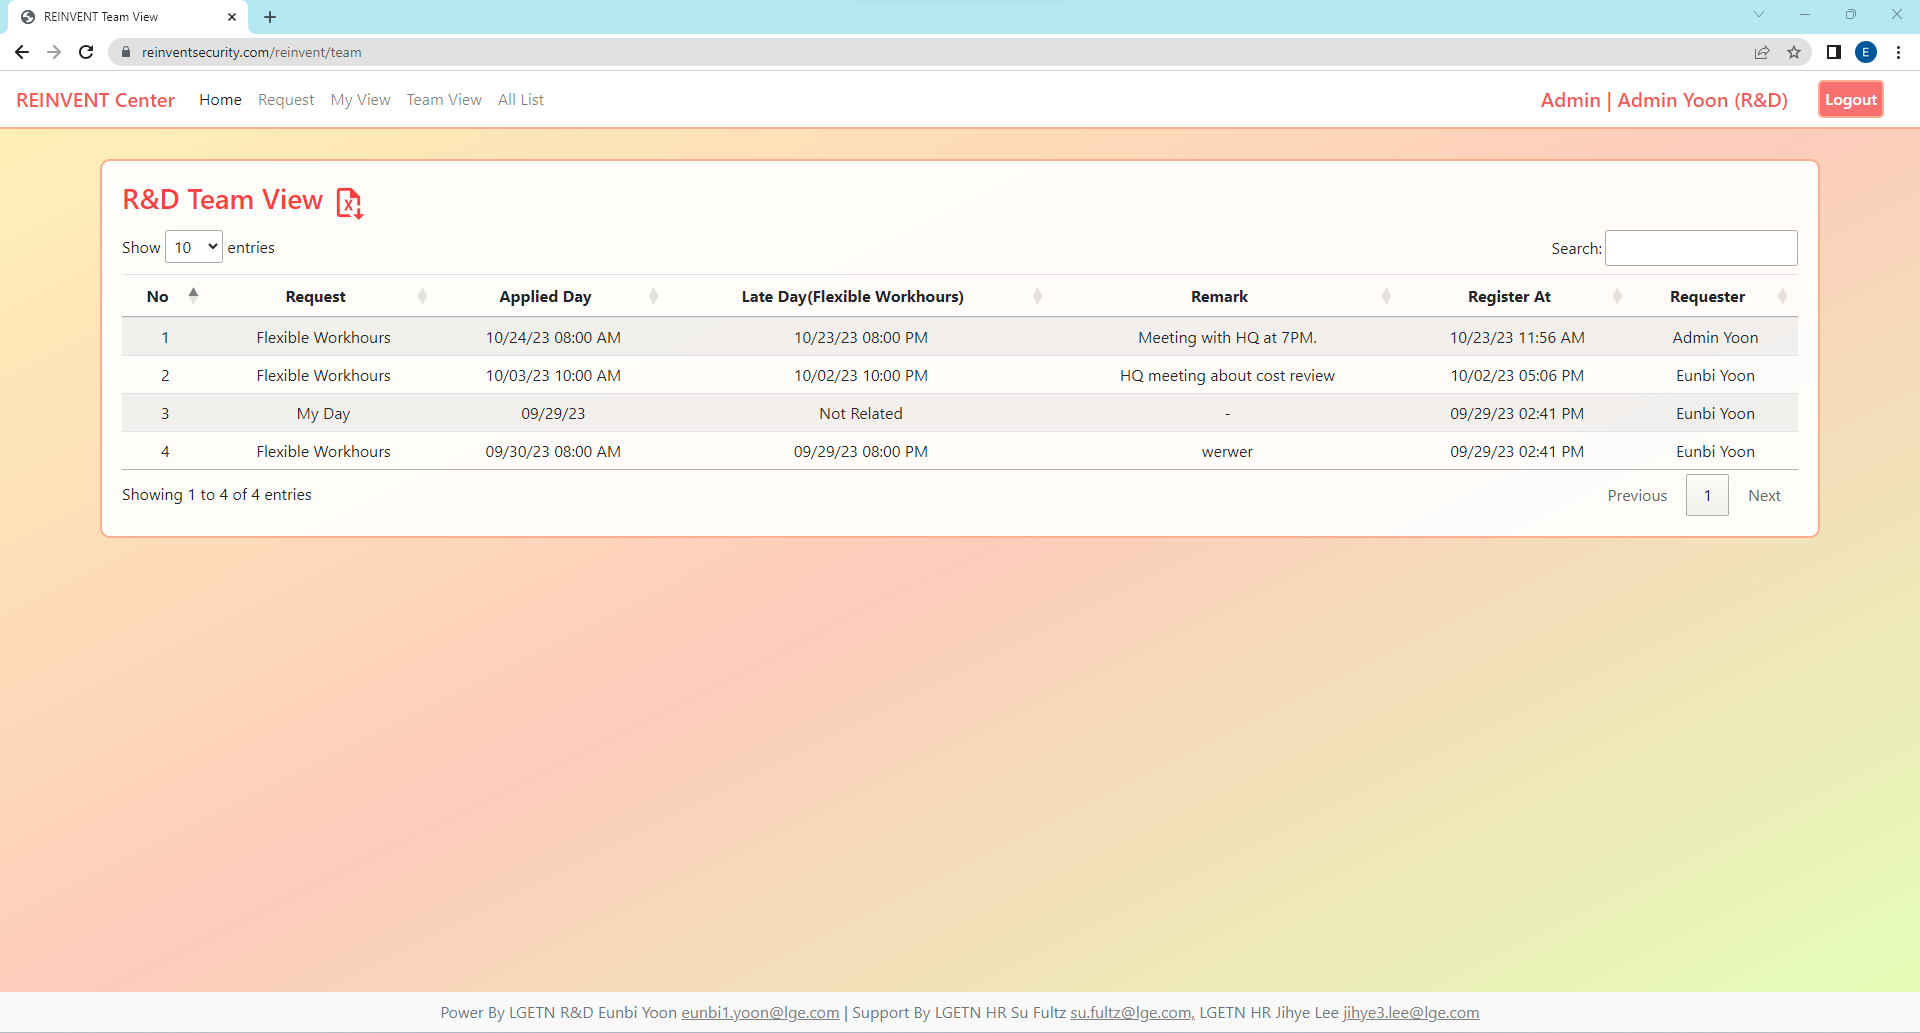 REINVENT Team View
reinventsecurity.com/reinvent/team
E
REINVENT Center Home Request My View Team View All List Admin | Admin Yoon (R&D) Logout
R&D Team View
Show 10 entries Search:
No Request Applied Day Late Day(Flexible Workhours) Remark Register At Requester
1 Flexible Workhours 10/24/23 08:00 AM 10/23/23 08:00 PM Meeting with HQ at 7PM. 10/23/23 11:56 AM Admin Yoon
2 Flexible Workhours 10/03/23 10:00 AM 10/02/23 10:00 PM HQ meeting about cost review 10/02/23 05:06 PM Eunbi Yoon
3 My Day 09/29/23 Not Related - 09/29/23 02:41 PM Eunbi Yoon
4 Flexible Workhours 09/30/23 08:00 AM 09/29/23 08:00 PM werwer 09/29/23 02:41 PM Eunbi Yoon
Showing 1 to 4 of 4 entries Previous 1 Next
Power By LGETN R&D Eunbi Yoon eunbi1.yoon@lge.com | Support By LGETN HR Su Fultz su.fultz@lge.com, LGETN HR Jihye Lee jihye3.lee@lge.com